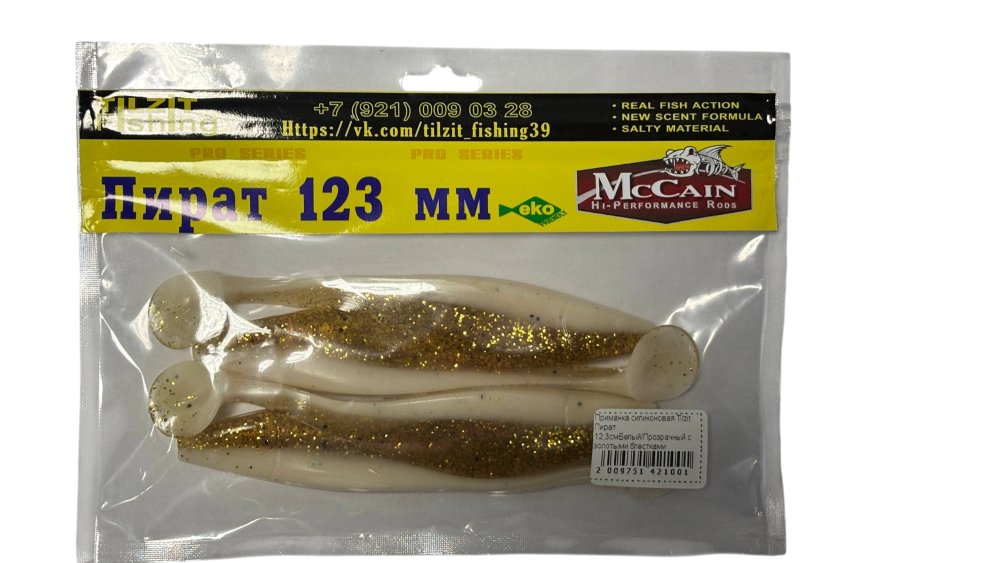 TILZIT
Fishing
+7 (921) 009 03 28
Https://vk.com/tilzit_fishing39
• REAL FISH ACTION
• NEW SCENT FORMULA
• SALTY MATERIAL
PRO SERIES PRO SERIES
Пират 123 мм
eko
McCain
Hi-Performance Rods
Приманка силиконовая Tilzit
Пират
12,3смБелый/Прозрачный с
золотыми блестками
2 009751 421001